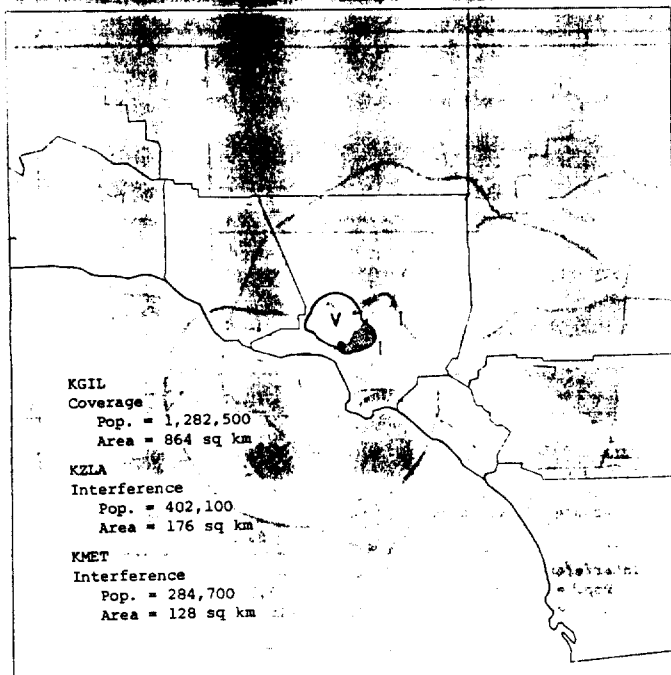 V
I
I
KGIL
Coverage
Pop. = 1,282,500
Area = 864 sq km
KZLA
Interference
Pop. = 402,100
Area = 176 sq km
KMET
Interference
Pop. = 284,700
Area = 128 sq km